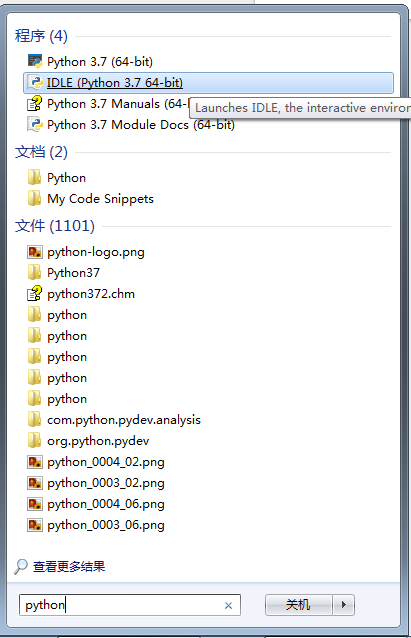 程序 (4)
Python 3.7 (64-bit)
IDLE (Python 3.7 64-bit)
Python 3.7 Manuals (64-b
Launches IDLE, the interactive environ
Python 3.7 Module Docs (64-bit)
文档 (2)
Python
My Code Snippets
文件 (1101)
python-logo.png
Python37
python372.chm
python
python
python
python
python
com.python.pydev.analysis
org.python.pydev
python_0004_02.png
python_0003_02.png
python_0004_06.png
python_0003_06.png
查看更多结果
python
关机